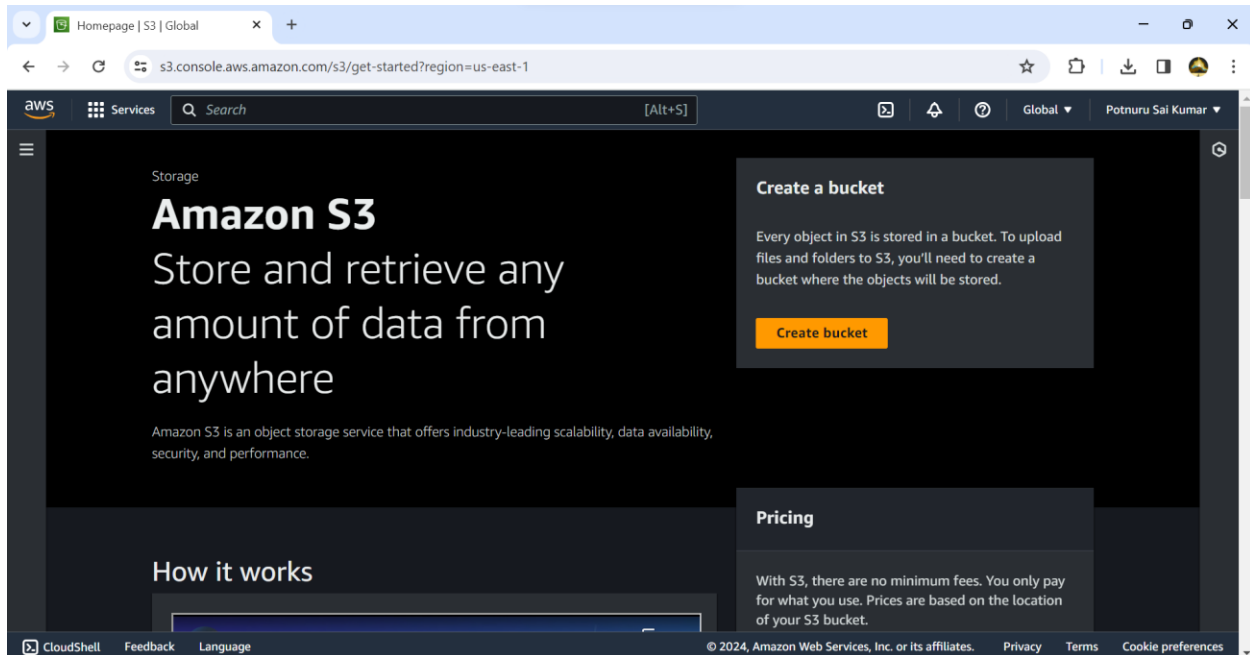 Homepage | S3 | Global
s3.console.aws.amazon.com/s3/get-started?region=us-east-1
aws
Services
Search
[Alt+S]
Global
Potnuru Sai Kumar
Storage
Amazon S3
Store and retrieve any
amount of data from
anywhere
Amazon S3 is an object storage service that offers industry-leading scalability, data availability,
security, and performance.
Create a bucket
Every object in S3 is stored in a bucket. To upload
files and folders to S3, you'll need to create a
bucket where the objects will be stored.
Create bucket
Pricing
With S3, there are no minimum fees. You only pay
for what you use. Prices are based on the location
of your S3 bucket.
How it works
CloudShell
Feedback
Language
© 2024, Amazon Web Services, Inc. or its affiliates.
Privacy
Terms
Cookie preferences